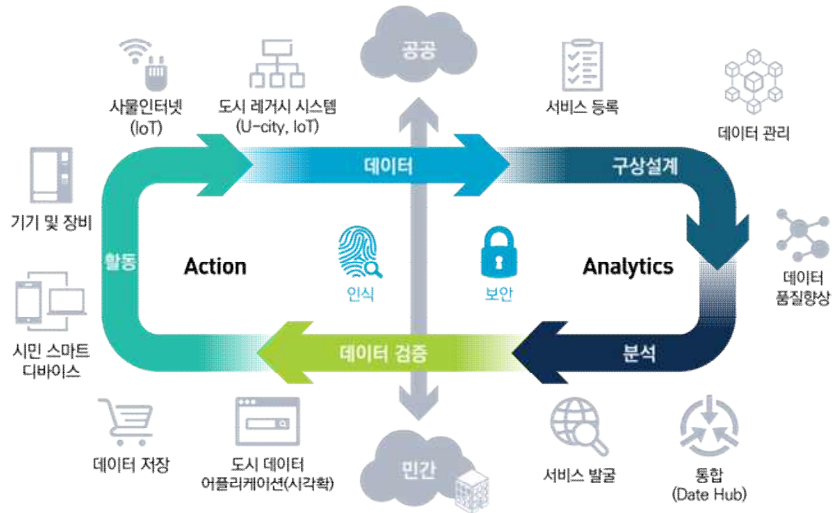 공공
사물인터넷
(IoT)
도시 레거시 시스템
(U-city, IoT)
서비스 등록
데이터 관리
데이터
구상설계
기기 및 장비
활동
Action
인식
보안
Analytics
데이터
품질향상
시민 스마트
디바이스
데이터 검증
분석
데이터 저장
도시 데이터
어플리케이션(시각확)
민간
서비스 발굴
통합
(Date Hub)